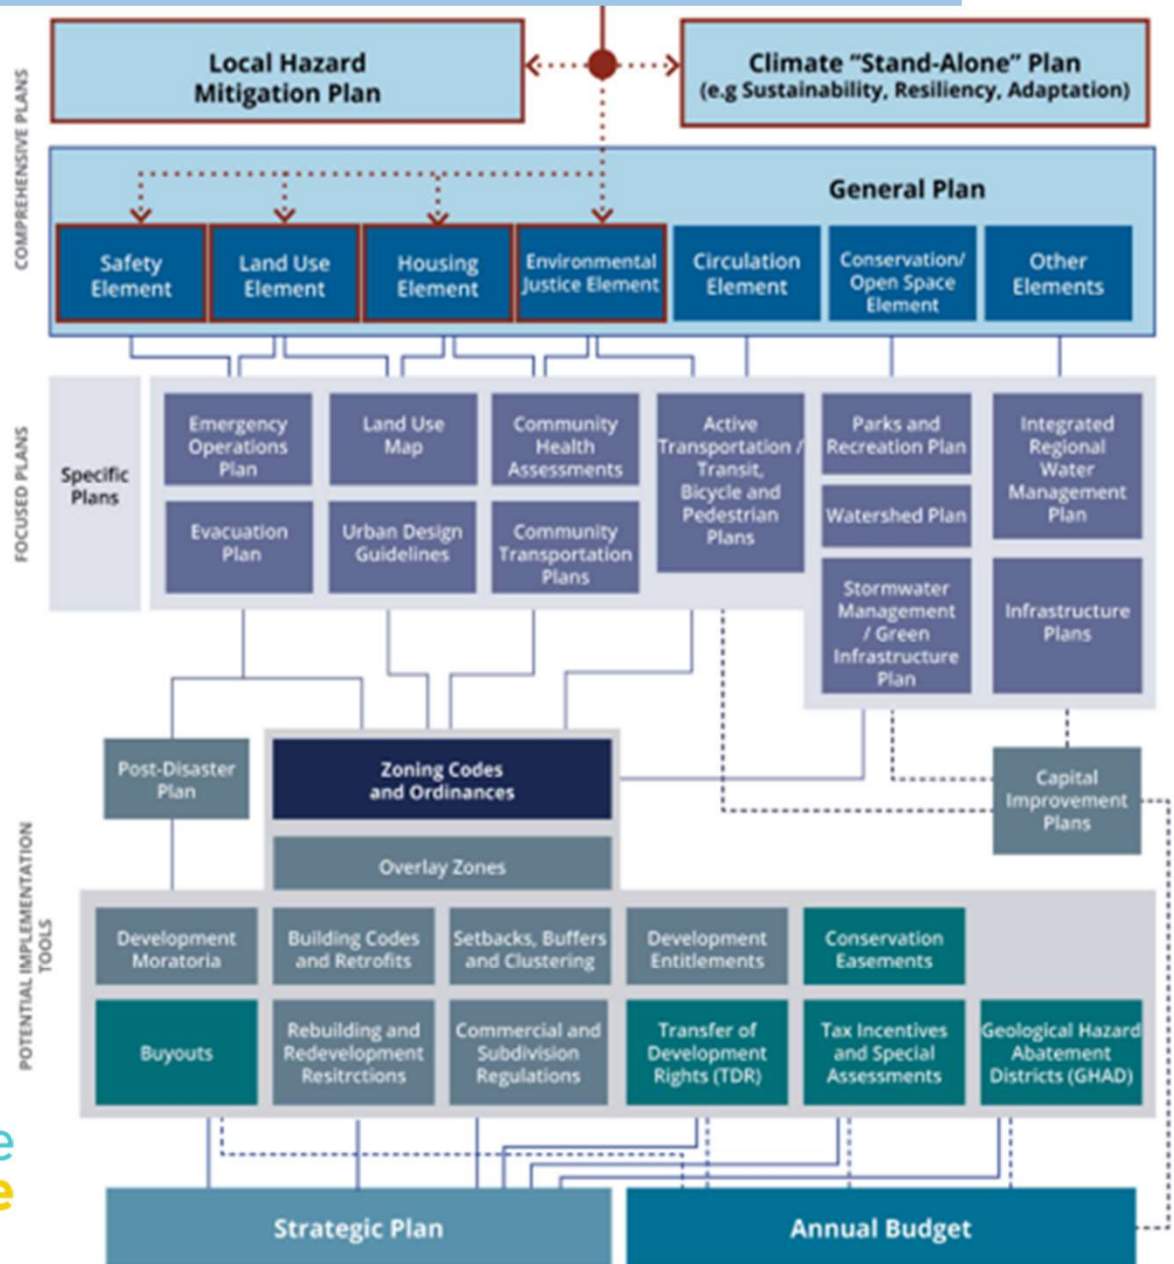 COMPREHENSIVE PLANS
Local Hazard
Mitigation Plan
Climate “Stand-Alone” Plan
(e.g Sustainability, Resiliency, Adaptation)
General Plan
Safety
Element
Land Use
Element
Housing
Element
Environmental
Justice Element
Circulation
Element
Conservation/
Open Space
Element
Other
Elements
FOCUSED PLANS
Specific
Plans
Emergency
Operations
Plan
Land Use
Map
Community
Health
Assessments
Active
Transportation /
Transit,
Bicycle and
Pedestrian
Plans
Parks and
Recreation Plan
Integrated
Regional
Water
Management
Plan
Evacuation
Plan
Urban Design
Guidelines
Community
Transportation
Plans
Watershed Plan
Stormwater
Management
/ Green
Infrastructure
Plan
Infrastructure
Plans
POTENTIAL IMPLEMENTATION
TOOLS
Post-Disaster
Plan
Zoning Codes
and Ordinances
Capital
Improvement
Plans
Overlay Zones
Development
Moratoria
Building Codes
and Retrofits
Setbacks, Buffers
and Clustering
Development
Entitlements
Conservation
Easements
Buyouts
Rebuilding and
Redevelopment
Resitrctions
Commercial and
Subdivision
Regulations
Transfer of
Development
Rights (TDR)
Tax Incentives
and Special
Assessments
Geological Hazard
Abatement
Districts (GHAD)
e
e
Strategic Plan
Annual Budget